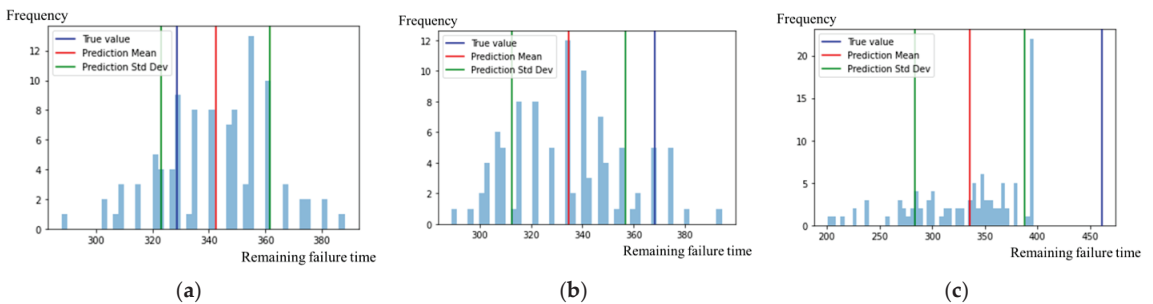 Frequency
True value
Prediction Mean
Prediction Std Dev
12
10
8
6
4
2
0
300 320 340 360 380
Remaining failure time
(a)
Frequency
True value
Prediction Mean
Prediction Std Dev
12
10
8
6
4
2
0
300 320 340 360 380
Remaining failure time
(b)
Frequency
True value
Prediction Mean
Prediction Std Dev
20
15
10
5
0
200 250 300 350 400 450
Remaining failure time
(c)